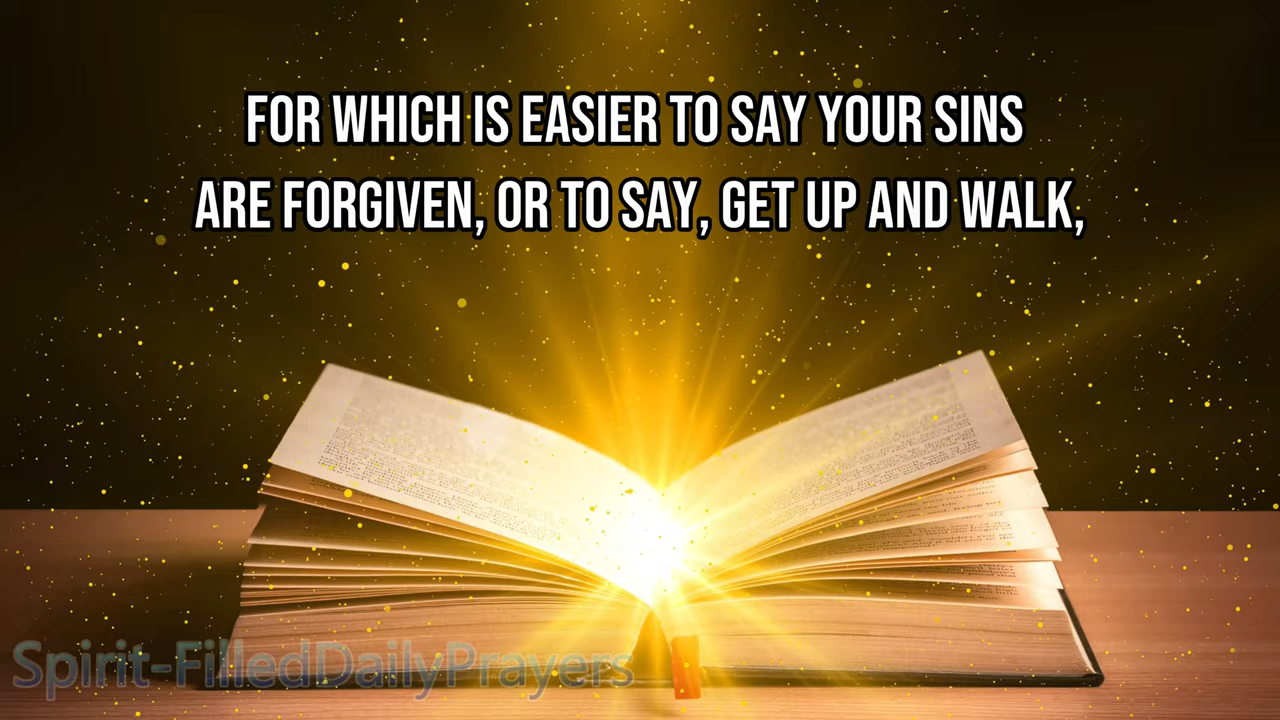 FOR WHICH IS EASIER TO SAY YOUR SINS
ARE FORGIVEN, OR TO SAY, GET UP AND WALK,
Spirit-FilledDailyPrayers